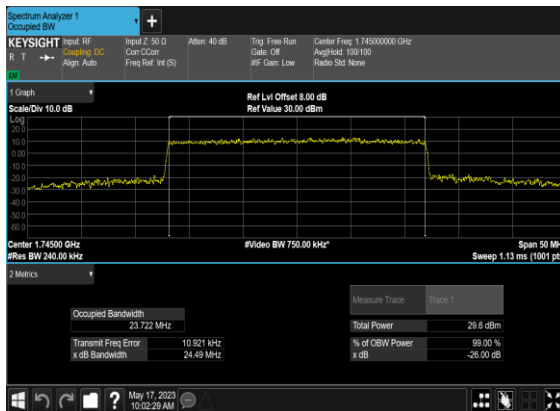 Spectrum Analyzer 1
Occupied BW
KEYSIGHT
R T
Input: RF
Coupling: DC
Align: Auto
Input Z: 50 Ω
Corr CCorr
Freq Ref: Int (S)
Atten: 40 dB
Trig: Free Run
Gate: Off
#IF Gain: Low
Center Freq: 1.745000000 GHz
Avg|Hold: 100/100
Radio Std: None
1 Graph
Scale/Div 10.0 dB
Ref Lvl Offset 8.00 dB
Ref Value 30.00 dBm
Log
20.0
10.0
0.00
-10.0
-20.0
-30.0
-40.0
-50.0
-60.0
Center 1.74500 GHz
#Res BW 240.00 kHz
#Video BW 750.00 kHz*
Span 50 MH
Sweep 1.13 ms (1001 pts
2 Metrics
Measure Trace Trace 1
Occupied Bandwidth
23.722 MHz
Total Power 29.6 dBm
Transmit Freq Error 10.921 kHz
% of OBW Power 99.00 %
x dB Bandwidth 24.49 MHz
x dB -26.00 dB
May 17, 2023
10:02:29 AM